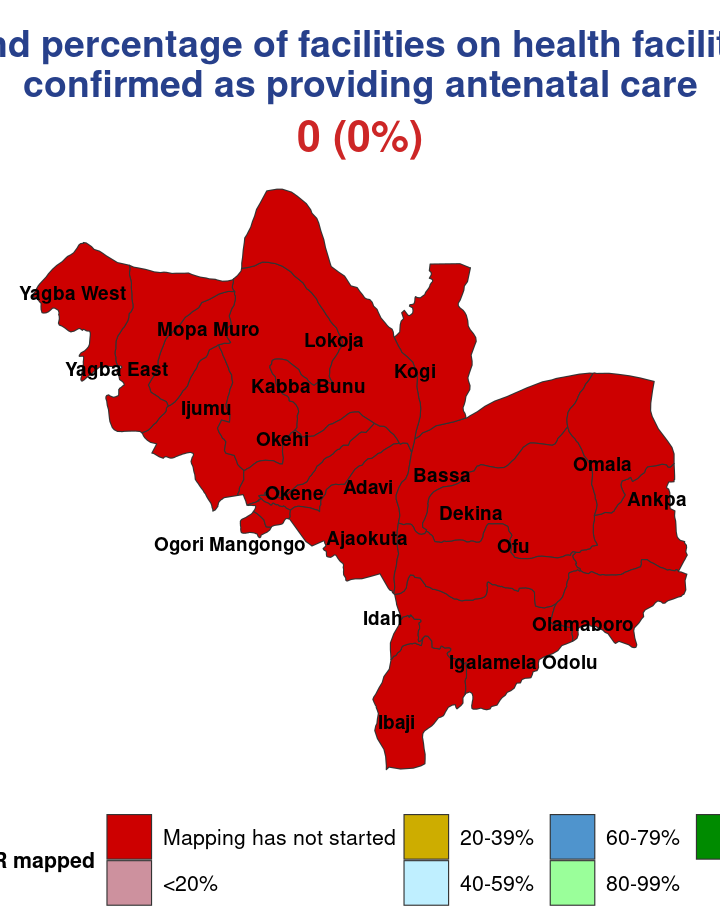 percentage of facilities on health
confirmed as providing antenatal care
0 (0%)
Yagba West
Mopa Muro
Lokoja
Yagba East
Kabba Bunu
Kogi
Ijumu
Okehi
Omala
Bassa
Okene
Adavi
Ankpa
Dekina
Ogori Mangongo
Ajaokuta
Ofu
Idah
Olamaboro
Igalamela Odolu
Ibaji
mapped
Mapping has not started
20-39%
60-79%
<20%
40-59%
80-99%